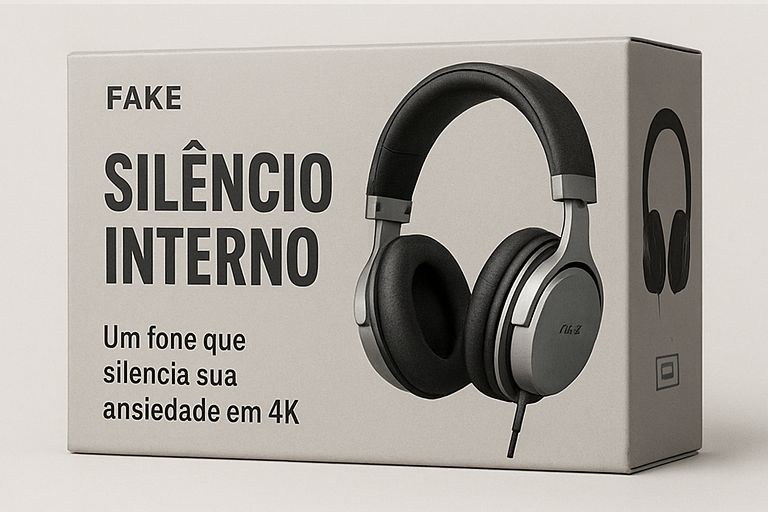 FAKE
SILÊNCIO
INTERNO
Um fone que
silencia sua
ansiedade em 4K